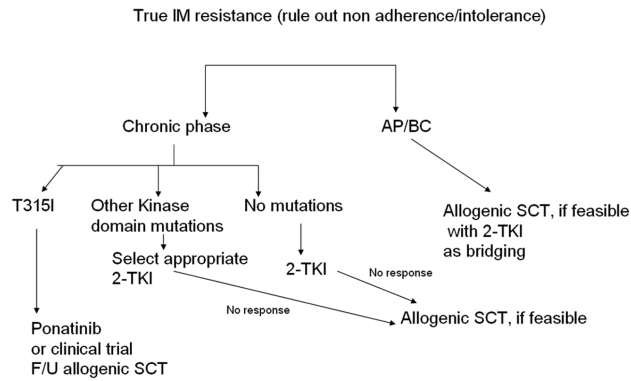 True IM resistance (rule out non adherence/intolerance)
Chronic phase
AP/BC
T315I
Other Kinase
domain mutations
No mutations
Allogenic SCT, if feasible
with 2-TKI
as bridging
Select appropriate
2-TKI
2-TKI
No response
No response
Allogenic SCT, if feasible
Ponatinib
or clinical trial
F/U allogenic SCT